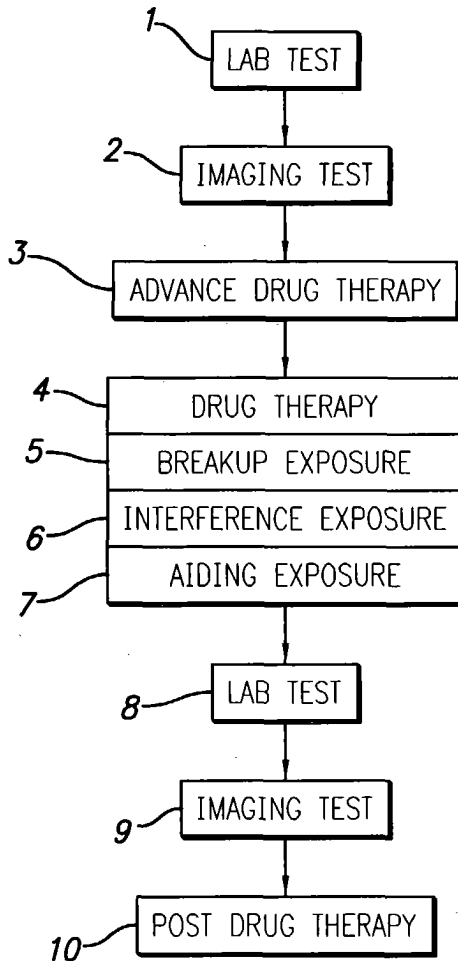 1
LAB TEST
2
IMAGING TEST
3
ADVANCE DRUG THERAPY
4
DRUG THERAPY
5
BREAKUP EXPOSURE
6
INTERFERENCE EXPOSURE
7
AIDING EXPOSURE
8
LAB TEST
9
IMAGING TEST
10
POST DRUG THERAPY